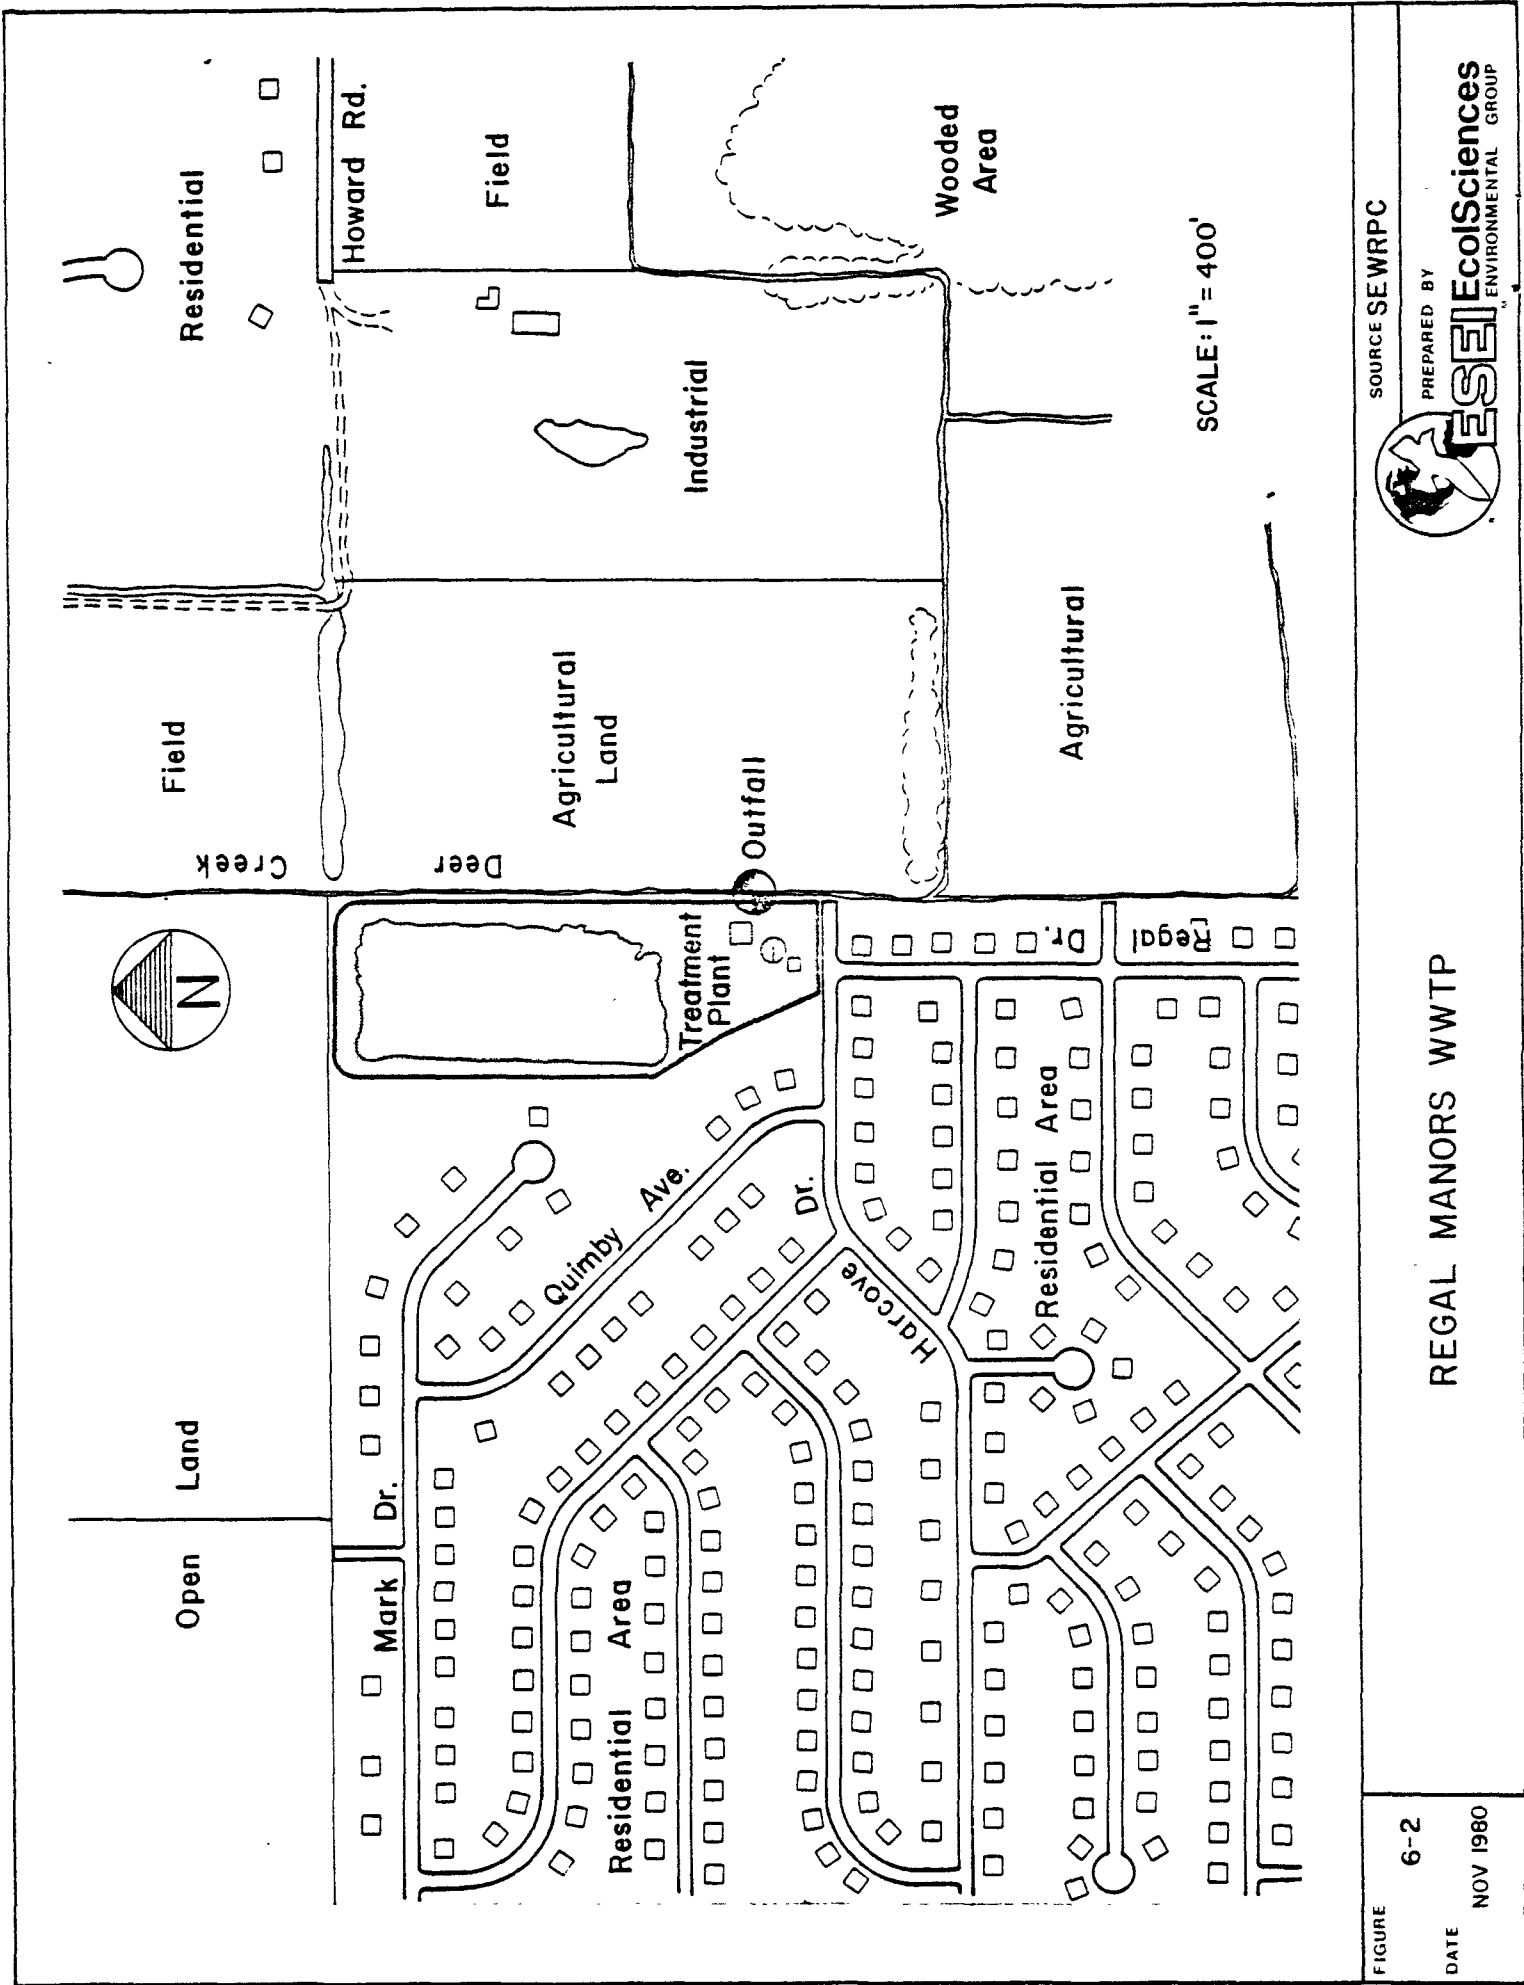 Open Land
N
Field
Residential
Creek
Howard Rd.
Mark Dr.
Deer
Field
Quimby Ave.
Agricultural
Land
Industrial
Residential Area
Treatment
Plant
Outfall
Dr.
Harcove
Wooded
Area
Residential Area
Dr.
Regal
Agricultural
SCALE: 1" = 400'
FIGURE
6-2
DATE
NOV 1980
REGAL MANORS WWTP
SOURCE SEWRPC
PREPARED BY
ESEI EcolSciences
ENVIRONMENTAL GROUP